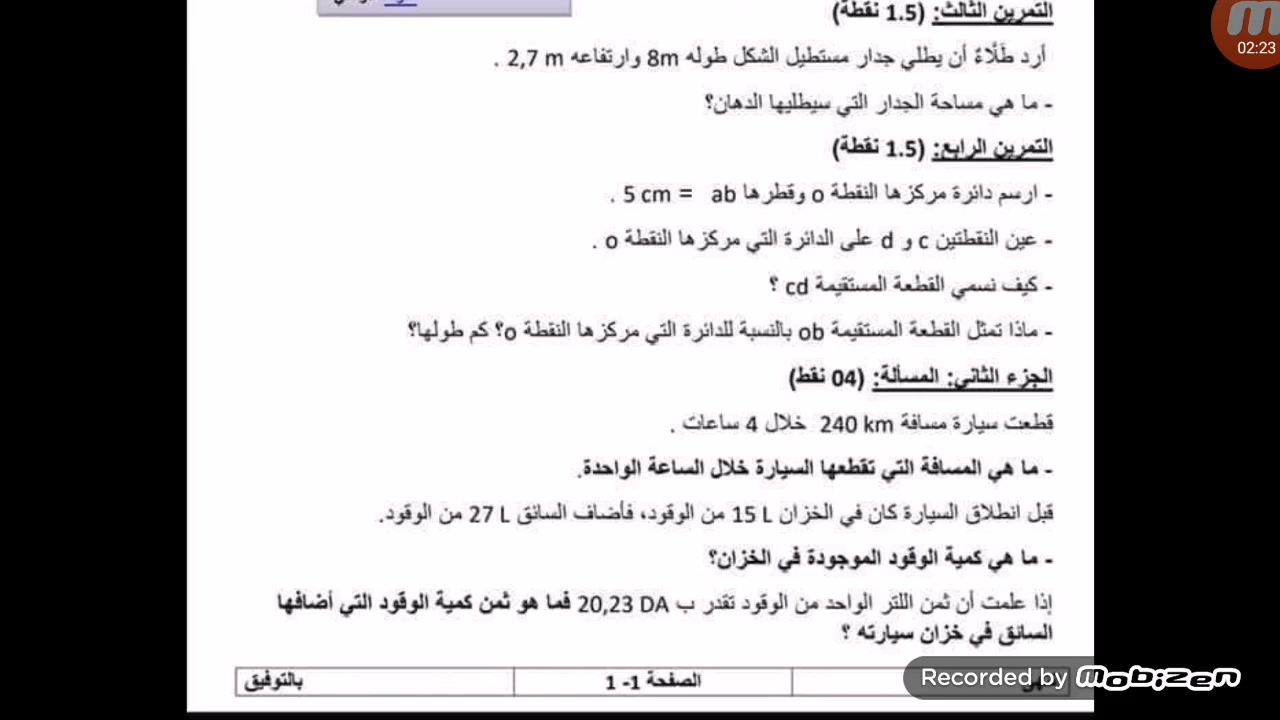 التمرين الثالث: (1.5 نقطة)
02:23
أرد طَلَّاءٌ أن يطلي جدار مستطيل الشكل طوله 8m وارتفاعه 2,7 m .
- ما هي مساحة الجدار التي سيطليها الدهان؟
التمرين الرابع: (1.5 نقطة)
- ارسم دائرة مركزها النقطة o وقطرها ab = 5 cm .
- عين النقطتين c و d على الدائرة التي مركزها النقطة o .
- كيف نسمي القطعة المستقيمة cd ؟
- ماذا تمثل القطعة المستقيمة ob بالنسبة للدائرة التي مركزها النقطة o؟ كم طولها؟
الجزء الثاني: المسألة: (04 نقط)
قطعت سيارة مسافة 240 km خلال 4 ساعات .
- ما هي المسافة التي تقطعها السيارة خلال الساعة الواحدة.
قبل انطلاق السيارة كان في الخزان 15 L من الوقود، فأضاف السائق 27 L من الوقود.
- ما هي كمية الوقود الموجودة في الخزان؟
إذا علمت أن ثمن اللتر الواحد من الوقود تقدر ب 20,23 DA فما هو ثمن كمية الوقود التي أضافها
السائق في خزان سيارته ؟
الصفحة 1- 1
بالتوفيق
Recorded by mobizen